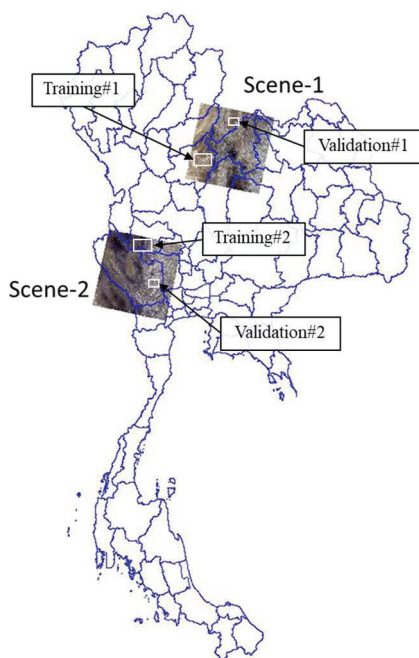 Scene-1
Training#1
Validation#1
Training#2
Scene-2
Validation#2